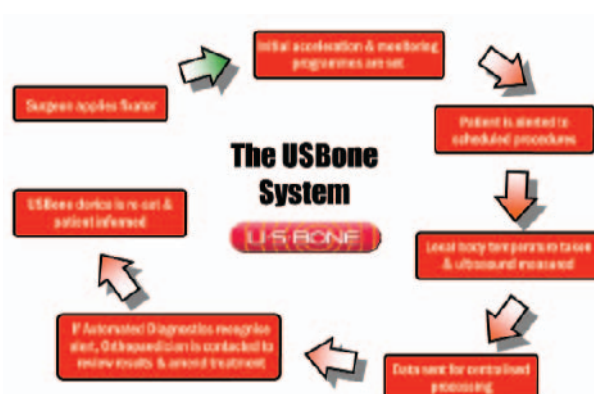 Initial acceleration & monitoring
programmes are set
Surgeon applies fixator
Patient is alerted to
scheduled procedures
The USBone
System
U·S·BONE
USBone device is re-set &
patient informed
Local body temperature taken
& ultrasound measured
If Automated Diagnostics recognise
alert, Orthopaedician is contacted to
review results & amend treatment
Data sent for centralised
processing